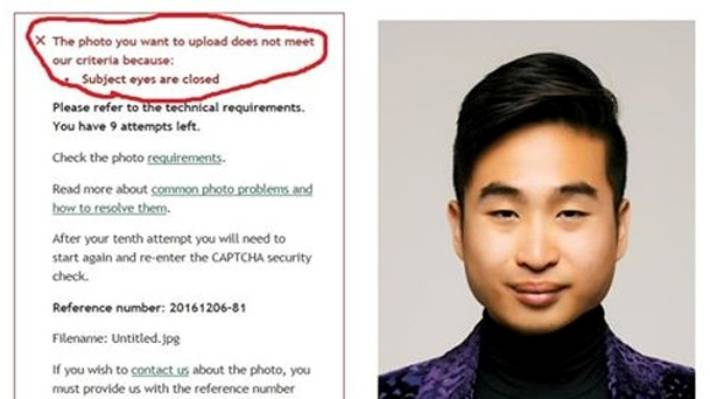 X The photo you want to upload does not meet
our criteria because:
• Subject eyes are closed
Please refer to the technical requirements.
You have 9 attempts left.
Check the photo requirements.
Read more about common photo problems and
how to resolve them.
After your tenth attempt you will need to
start again and re-enter the CAPTCHA security
check.
Reference number: 20161206-81
Filename: Untitled.jpg
If you wish to contact us about the photo, you
must provide us with the reference number